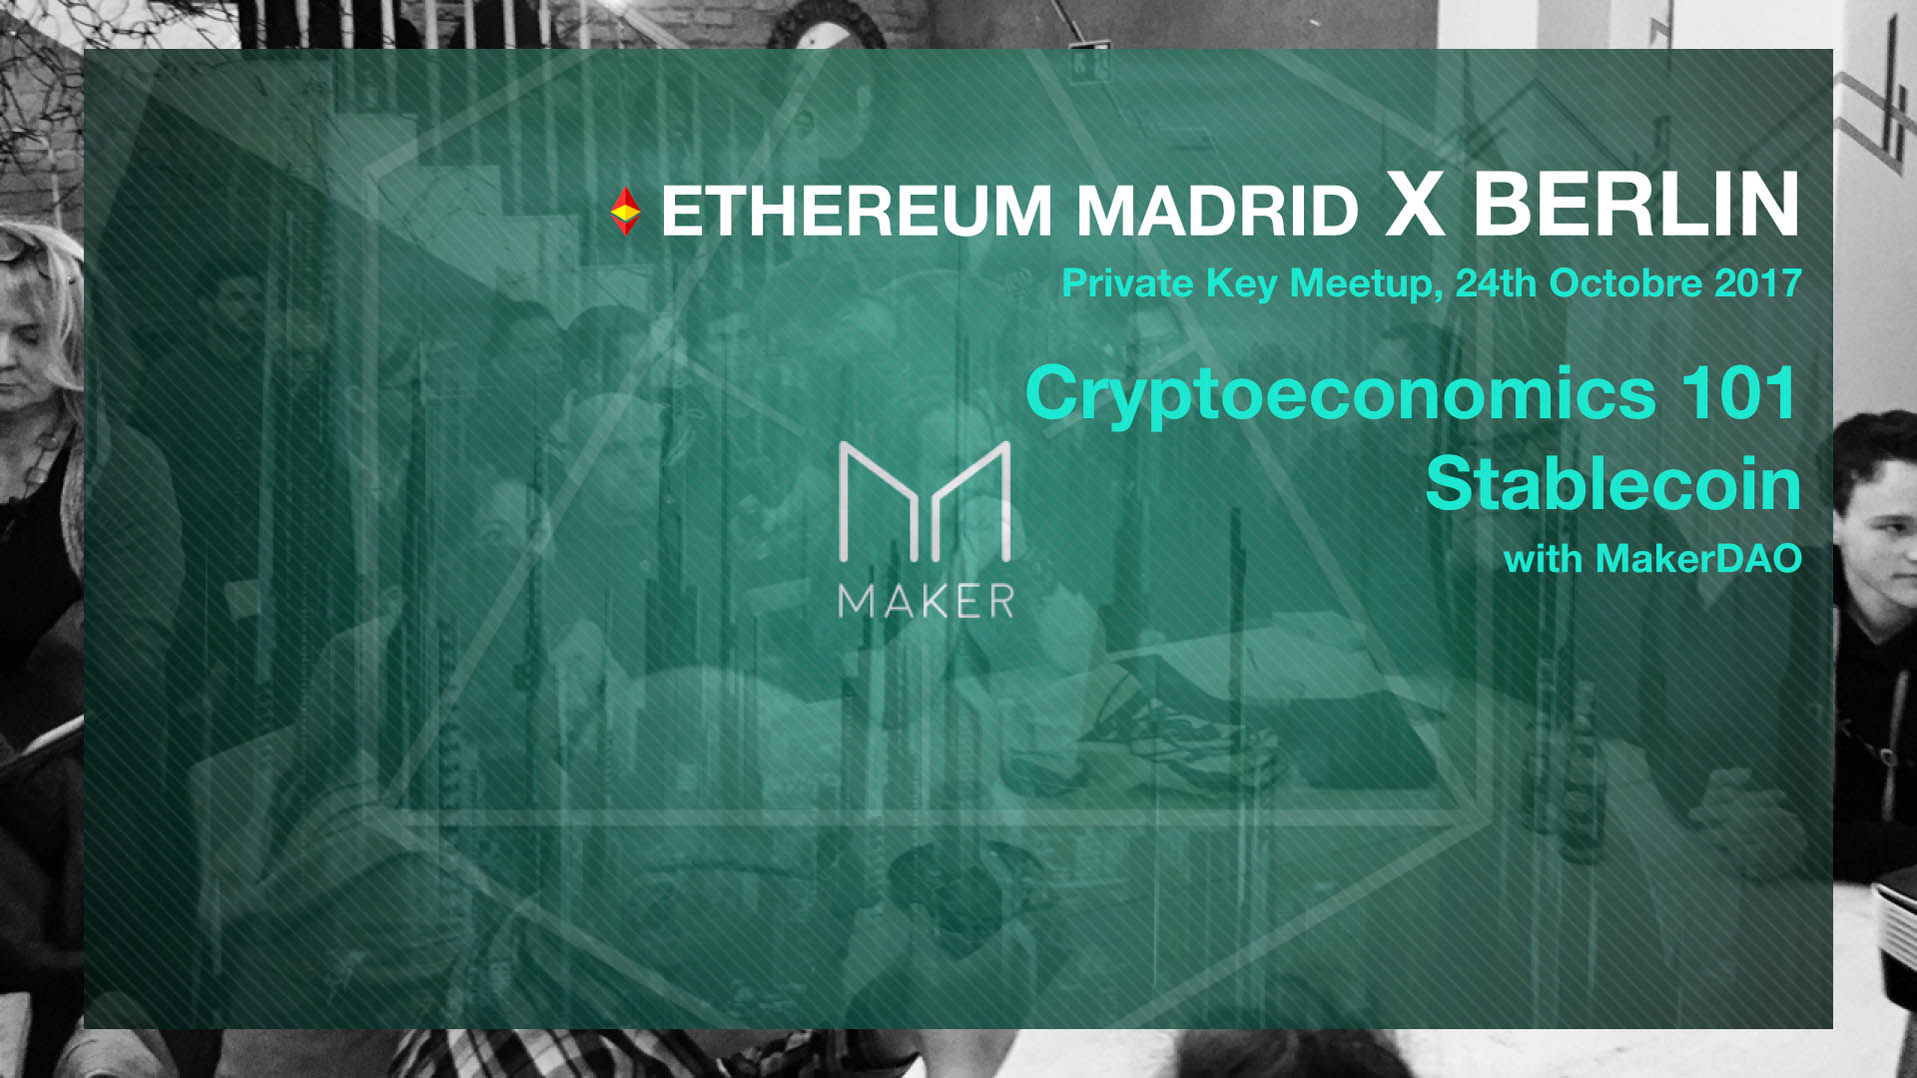 ETHEREUM MADRID X BERLIN
Private Key Meetup, 24th Octobre 2017
Cryptoeconomics 101
Stablecoin
with MakerDAO
MAKER